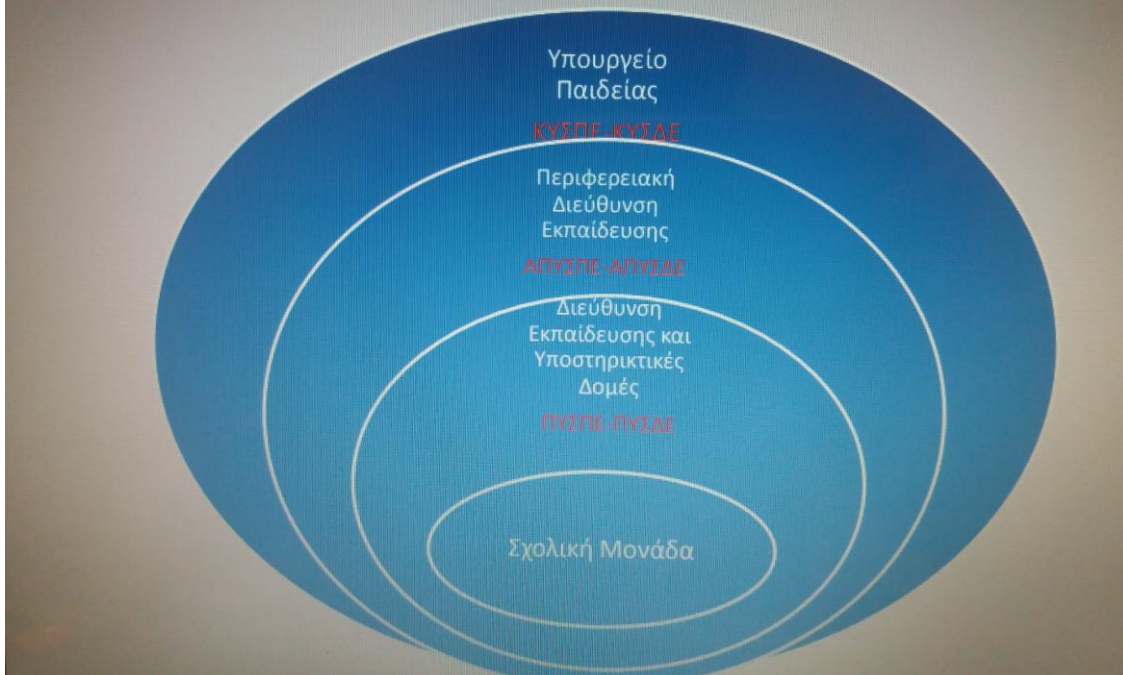 Υπουργείο
Παιδείας
ΚΥΣΠΕ-ΚΥΣΔΕ
Περιφερειακή
Διεύθυνση
Εκπαίδευσης
ΑΠΥΣΠΕ-ΑΠΥΣΔΕ
Διεύθυνση
Εκπαίδευσης και
Υποστηρικτικές
Δομές
ΠΥΣΠΕ-ΠΥΣΔΕ
Σχολική Μονάδα